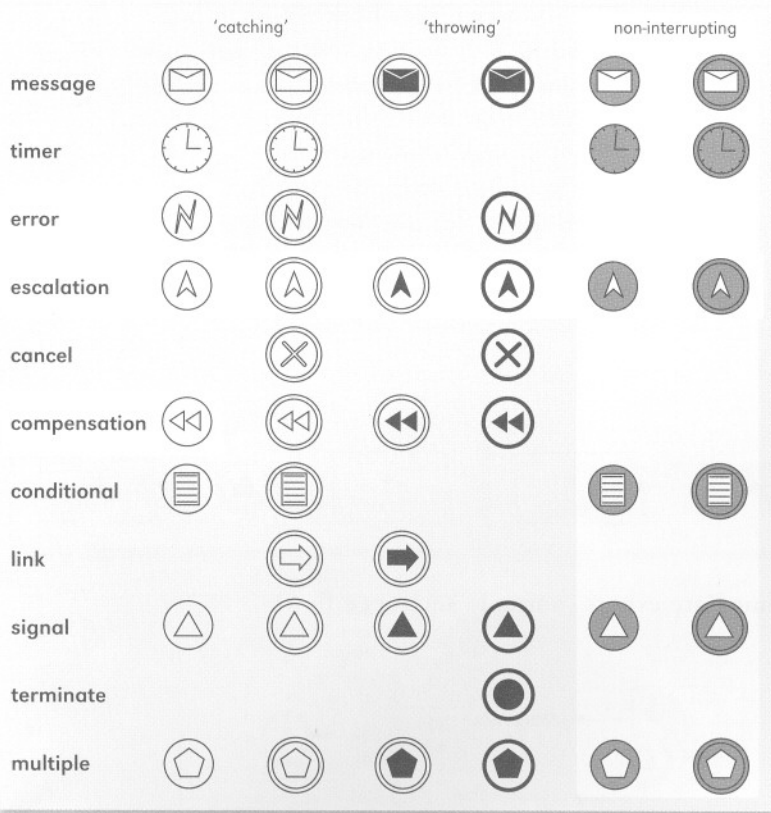 'catching' 'throwing' non-interrupting
message
timer
error
escalation
cancel
compensation
conditional
link
signal
terminate
multiple